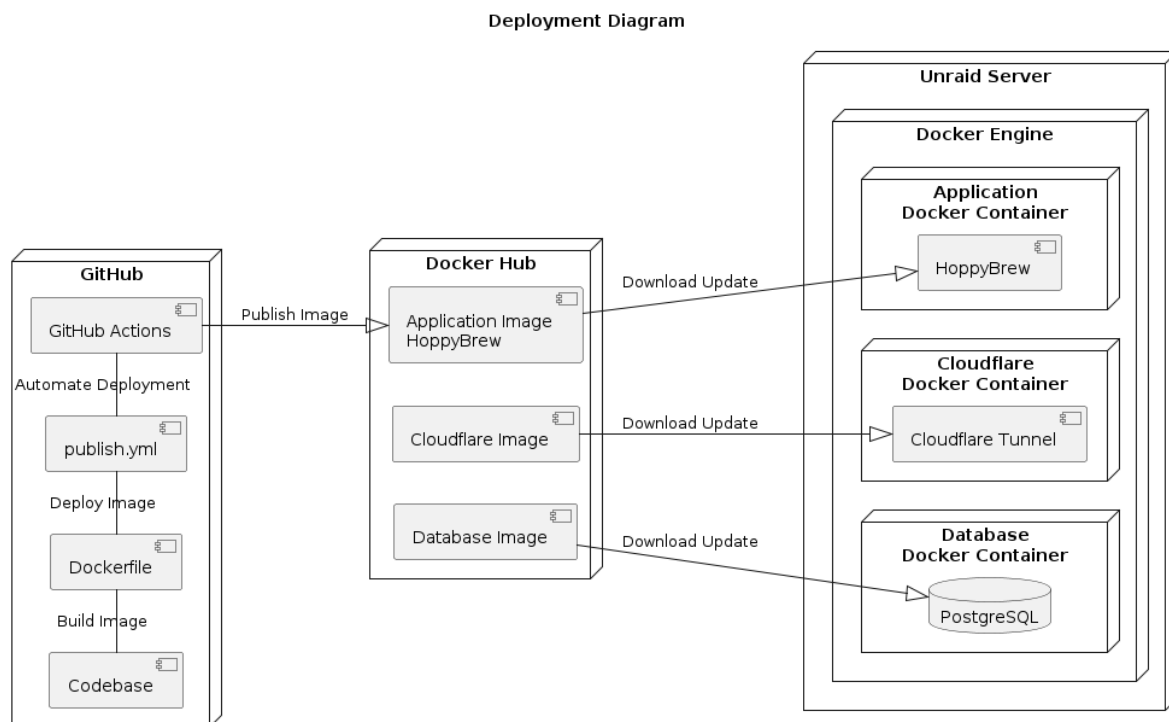 Deployment Diagram
GitHub
GitHub Actions
Automate Deployment
publish.yml
Deploy Image
Dockerfile
Build Image
Codebase
Publish Image
Docker Hub
Application Image
HoppyBrew
Cloudflare Image
Database Image
Download Update
Download Update
Download Update
Unraid Server
Docker Engine
Application
Docker Container
HoppyBrew
Cloudflare
Docker Container
Cloudflare Tunnel
Database
Docker Container
PostgreSQL